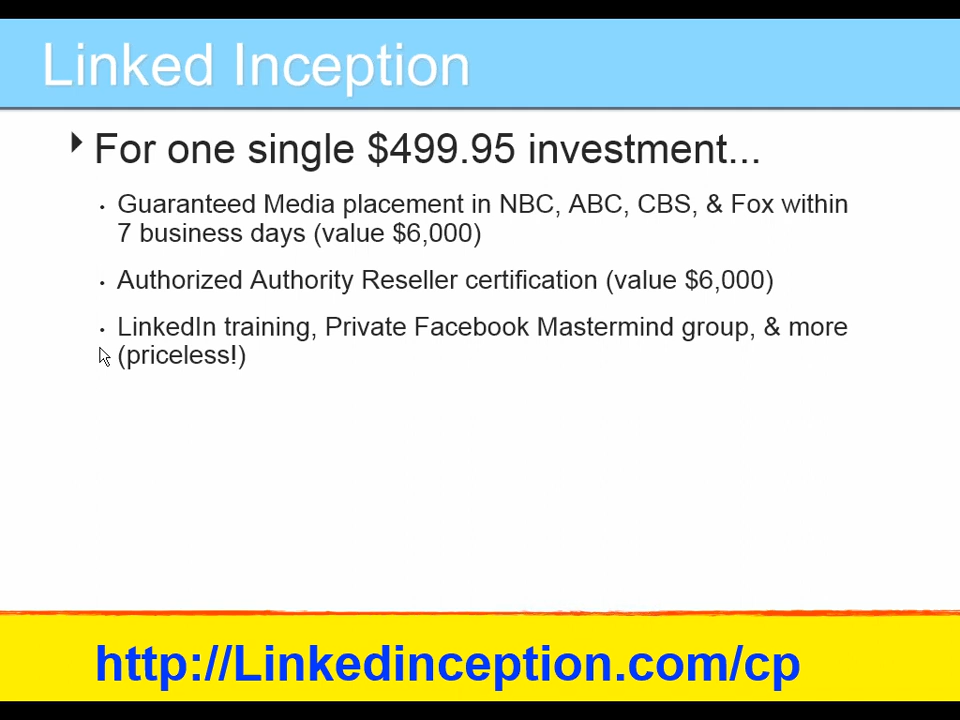 Linked Inception
For one single $499.95 investment...
Guaranteed Media placement in NBC, ABC, CBS, & Fox within
7 business days (value $6,000)
Authorized Authority Reseller certification (value $6,000)
LinkedIn training, Private Facebook Mastermind group, & more
(priceless!)
http://Linkedinception.com/cp